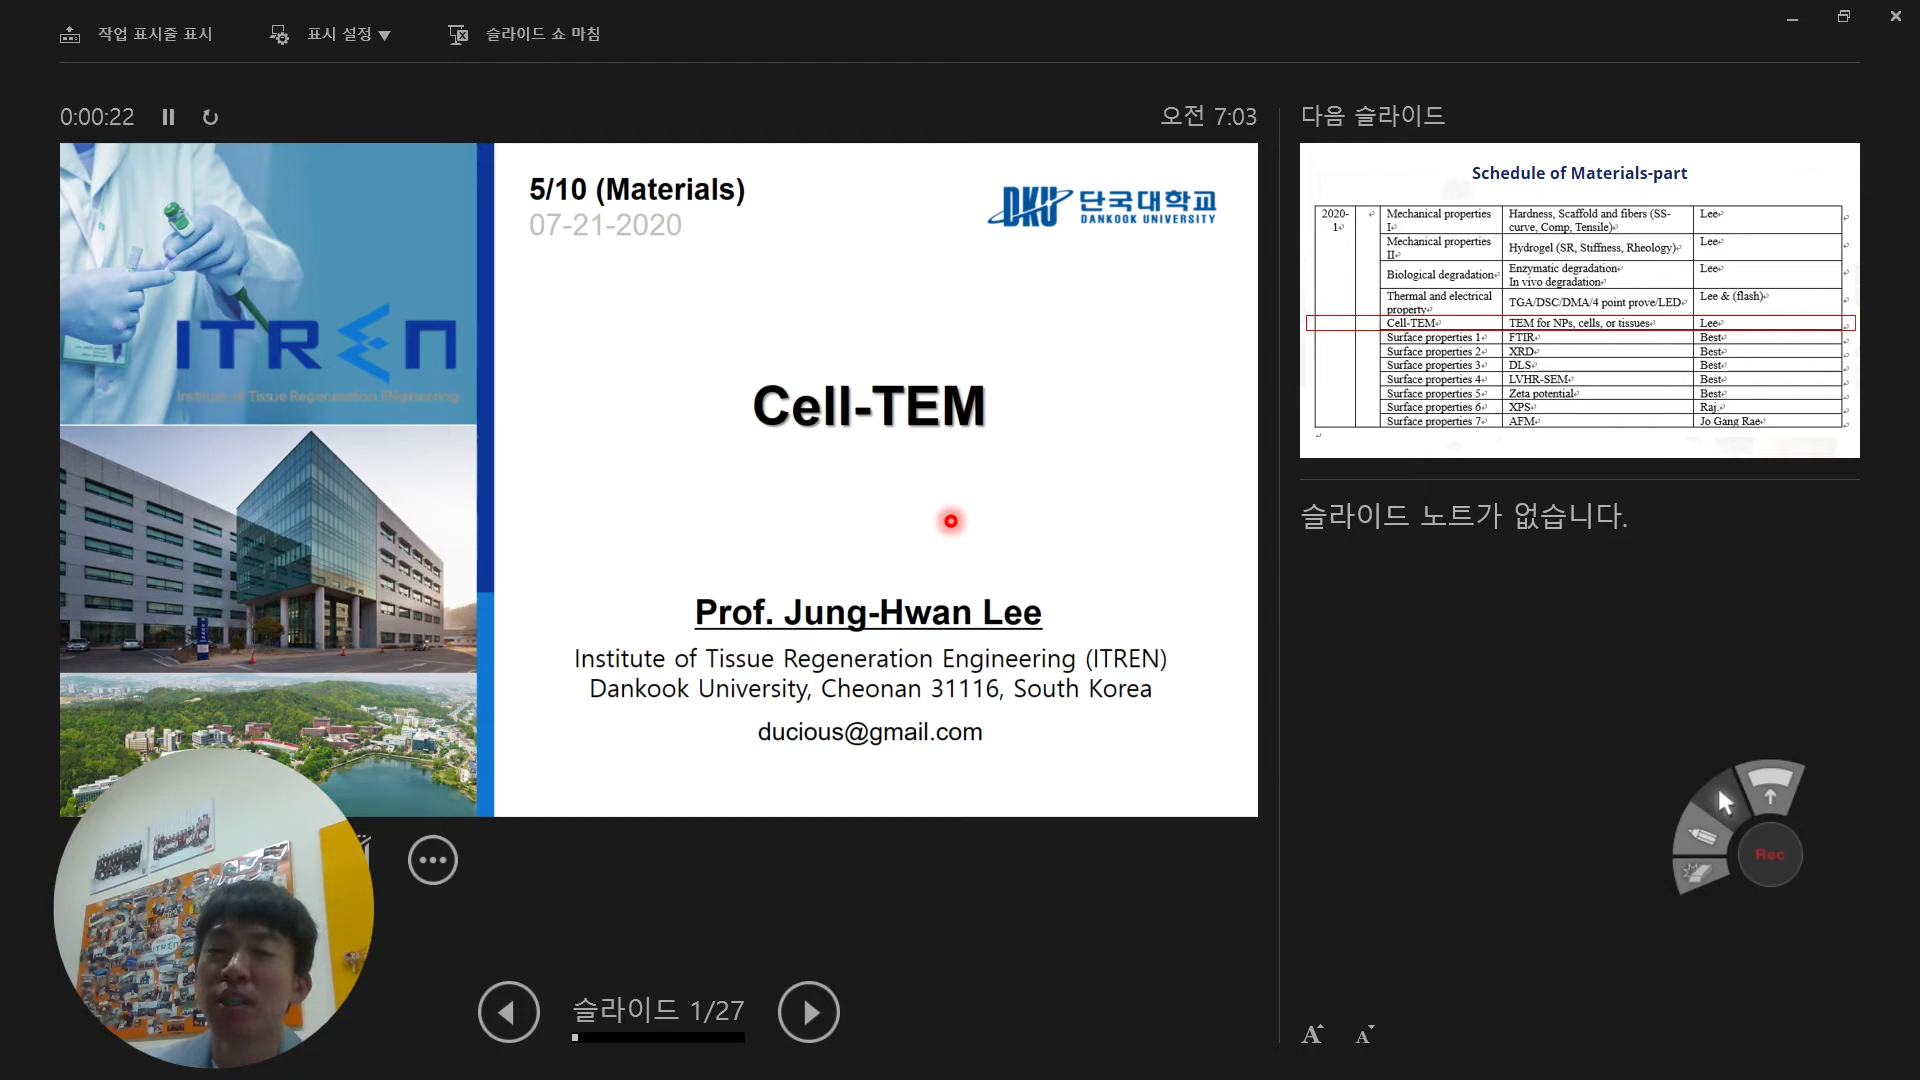 작업 표시줄 표시
표시 설정 ▼
슬라이드 쇼 마침
0:00:22
오전 7:03
다음 슬라이드
5/10 (Materials)
07-21-2020
DKU 단국대학교
DANKOOK UNIVERSITY
ITREN
Institute of Tissue Regeneration ENgineering
Cell-TEM
Prof. Jung-Hwan Lee
Institute of Tissue Regeneration Engineering (ITREN)
Dankook University, Cheonan 31116, South Korea
ducious@gmail.com
Schedule of Materials-part
2020-1
Mechanical properties I
Hardness, Scaffold and fibers (SS-curve, Comp, Tensile)
Lee
Mechanical properties II
Hydrogel (SR, Stiffness, Rheology)
Lee
Biological degradation
Enzymatic degradation
In vivo degradation
Lee
Thermal and electrical property
TGA/DSC/DMA/4 point prove/LED
Lee & (flash)
Cell-TEM
TEM for NPs, cells, or tissues
Lee
Surface properties 1
FTIR
Best
Surface properties 2
XRD
Best
Surface properties 3
DLS
Best
Surface properties 4
LVHR-SEM
Best
Surface properties 5
Zeta potential
Best
Surface properties 6
XPS
Raj.
Surface properties 7
AFM
Jo Gang Rae
슬라이드 노트가 없습니다.
Rec
ITREN
슬라이드 1/27
A A